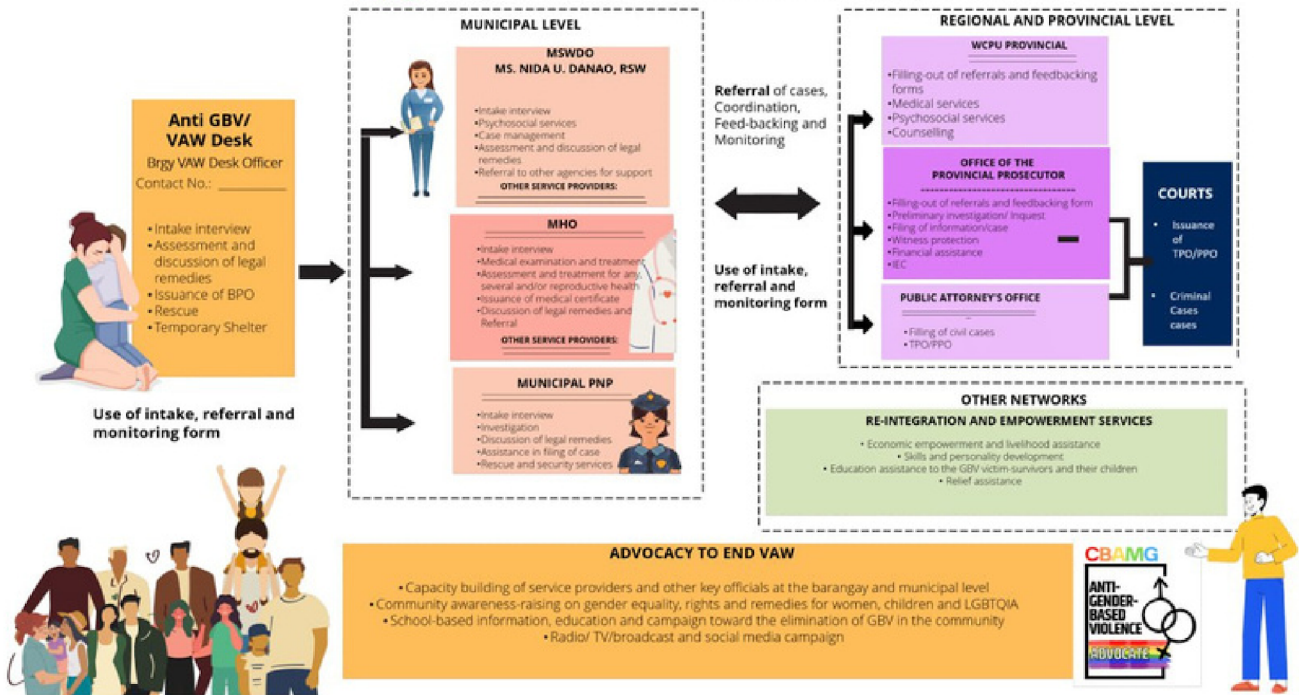 Anti GBV/
VAW Desk
Brgy VAW Desk Officer
Contact No.:
•Intake interview
•Assessment and
discussion of legal
remedies
•Issuance of BPO
•Rescue
•Temporary Shelter
Use of intake, referral and
monitoring form
MUNICIPAL LEVEL
MSWDO
MS. NIDA U. DANAO, RSW
•Intake interview
•Psychosocial services
•Case management
•Assessment and discussion of legal
remedies
•Referral to other agencies for support
OTHER SERVICE PROVIDERS:
MHO
•Intake interview
•Medical examination and treatment
•Assessment and treatment for any,
several and/or reproductive health
•Issuance of medical certificate
•Discussion of legal remedies and
Referral
OTHER SERVICE PROVIDERS:
MUNICIPAL PNP
•Intake interview
•Investigation
•Discussion of legal remedies
•Assistance in filing of case
•Rescue and security services
Referral of cases,
Coordination,
Feed-backing and
Monitoring
Use of intake,
referral and
monitoring form
REGIONAL AND PROVINCIAL LEVEL
WCPU PROVINCIAL
•Filling-out of referrals and feedbacking
forms
•Medical services
•Psychosocial services
•Counselling
OFFICE OF THE
PROVINCIAL PROSECUTOR
•Filling-out of referrals and feedbacking form
•Preliminary investigation/ Inquest
•Filing of information/case
•Witness protection
•Financial assistance
•IEC
PUBLIC ATTORNEY'S OFFICE
• Filling of civil cases
•TPO/PPO
COURTS
• Issuance
of
TPO/PPO
• Criminal
Cases
cases
OTHER NETWORKS
RE-INTEGRATION AND EMPOWERMENT SERVICES
• Economic empowerment and livelihood assistance
• Skills and personality development
• Education assistance to the GBV victim-survivors and their children
• Relief assistance
ADVOCACY TO END VAW
• Capacity building of service providers and other key officials at the barangay and municipal level
•Community awareness-raising on gender equality, rights and remedies for women, children and LGBTQIA
• School-based information, education and campaign toward the elimination of GBV in the community
•Radio/ TV/broadcast and social media campaign
CBAMG
ANTI-
GENDER-
BASED
VIOLENCE
ADVOCATE